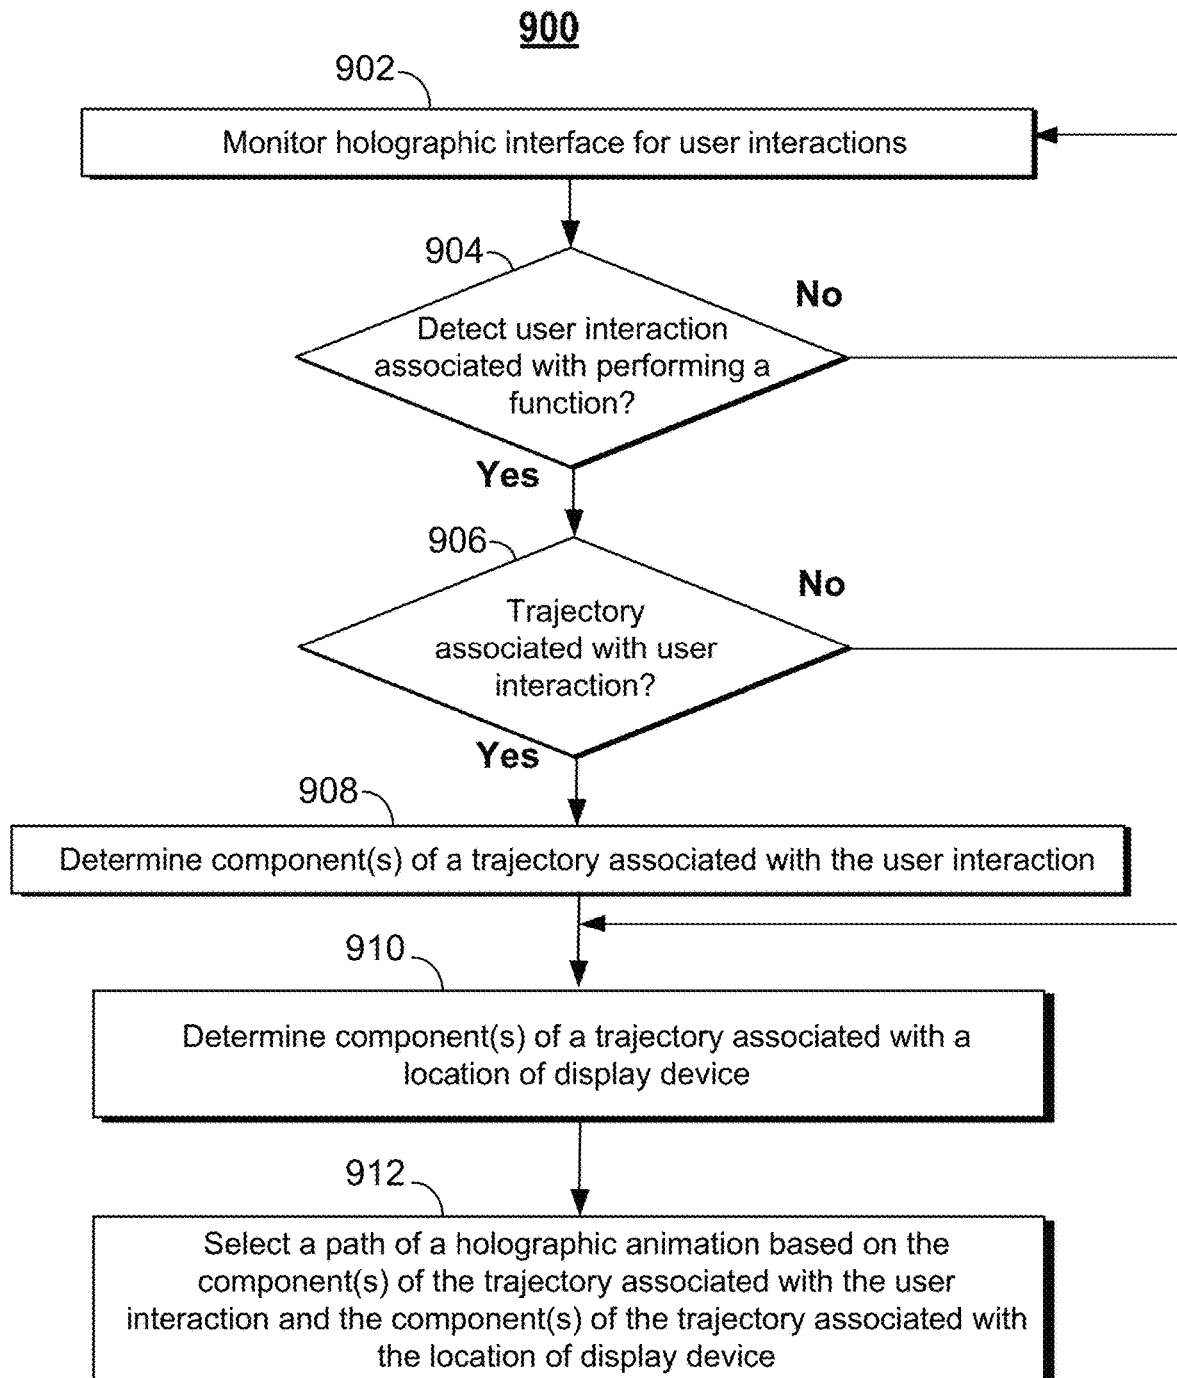 900
902
Monitor holographic interface for user interactions
904
No
Detect user interaction
associated with performing a
function?
Yes
906
No
Trajectory
associated with user
interaction?
Yes
908
Determine component(s) of a trajectory associated with the user interaction
910
Determine component(s) of a trajectory associated with a
location of display device
912
Select a path of a holographic animation based on the
component(s) of the trajectory associated with the user
interaction and the component(s) of the trajectory associated with
the location of display device